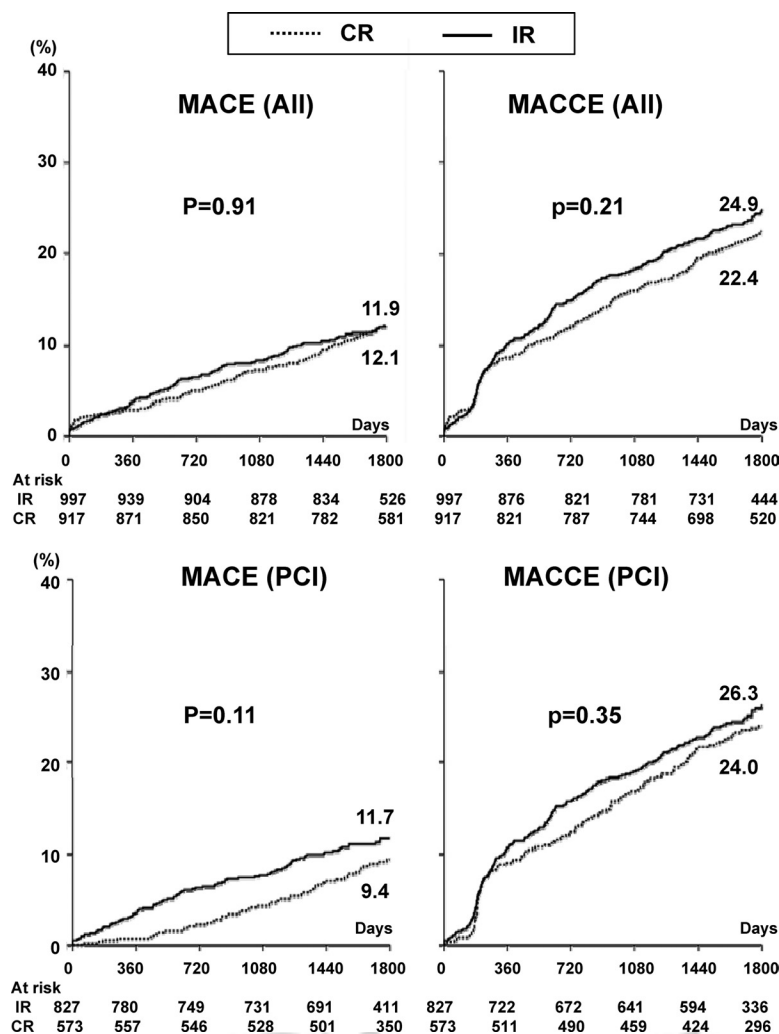 CR IR
(%)
40
30
20
10
0
MACE (All)
P=0.91
11.9
12.1
Days
0 360 720 1080 1440 1800
MACCE (All)
p=0.21
24.9
22.4
Days
0 360 720 1080 1440 1800
At risk
IR 997 939 904 878 834 526 997 876 821 781 731 444
CR 917 871 850 821 782 581 917 821 787 744 698 520
(%)
40
30
20
10
0
MACE (PCI)
P=0.11
11.7
9.4
Days
0 360 720 1080 1440 1800
MACCE (PCI)
p=0.35
26.3
24.0
Days
0 360 720 1080 1440 1800
At risk
IR 827 780 749 731 691 411 827 722 672 641 594 336
CR 573 557 546 528 501 350 573 511 490 459 424 296